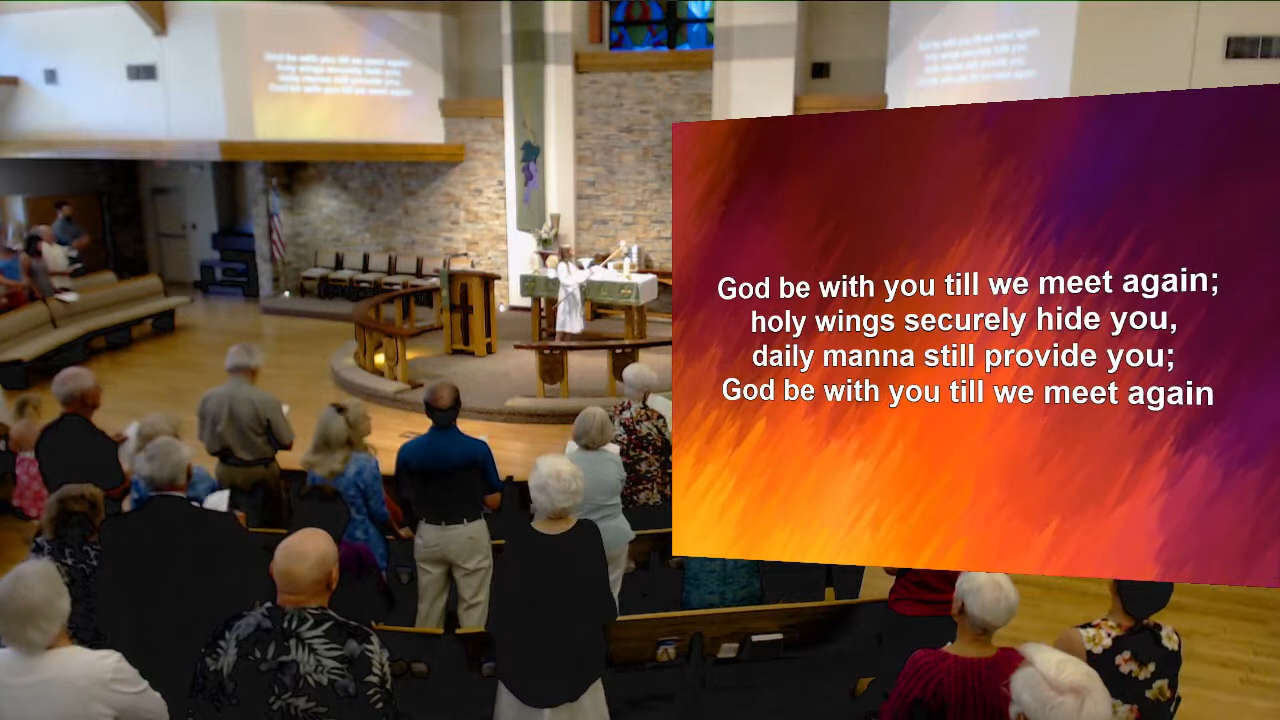 God be with you till we meet again;
holy wings securely hide you,
daily manna still provide you;
God be with you till we meet again